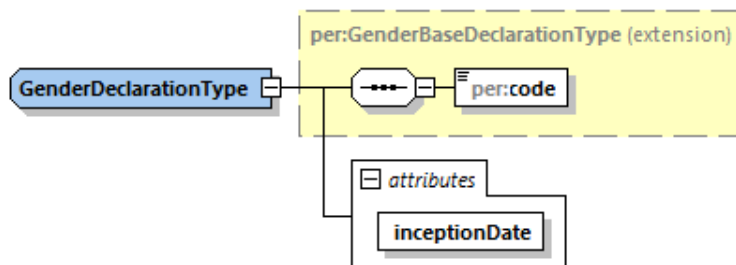 per:GenderBaseDeclarationType (extension)
GenderDeclarationType
per:code
attributes
inceptionDate